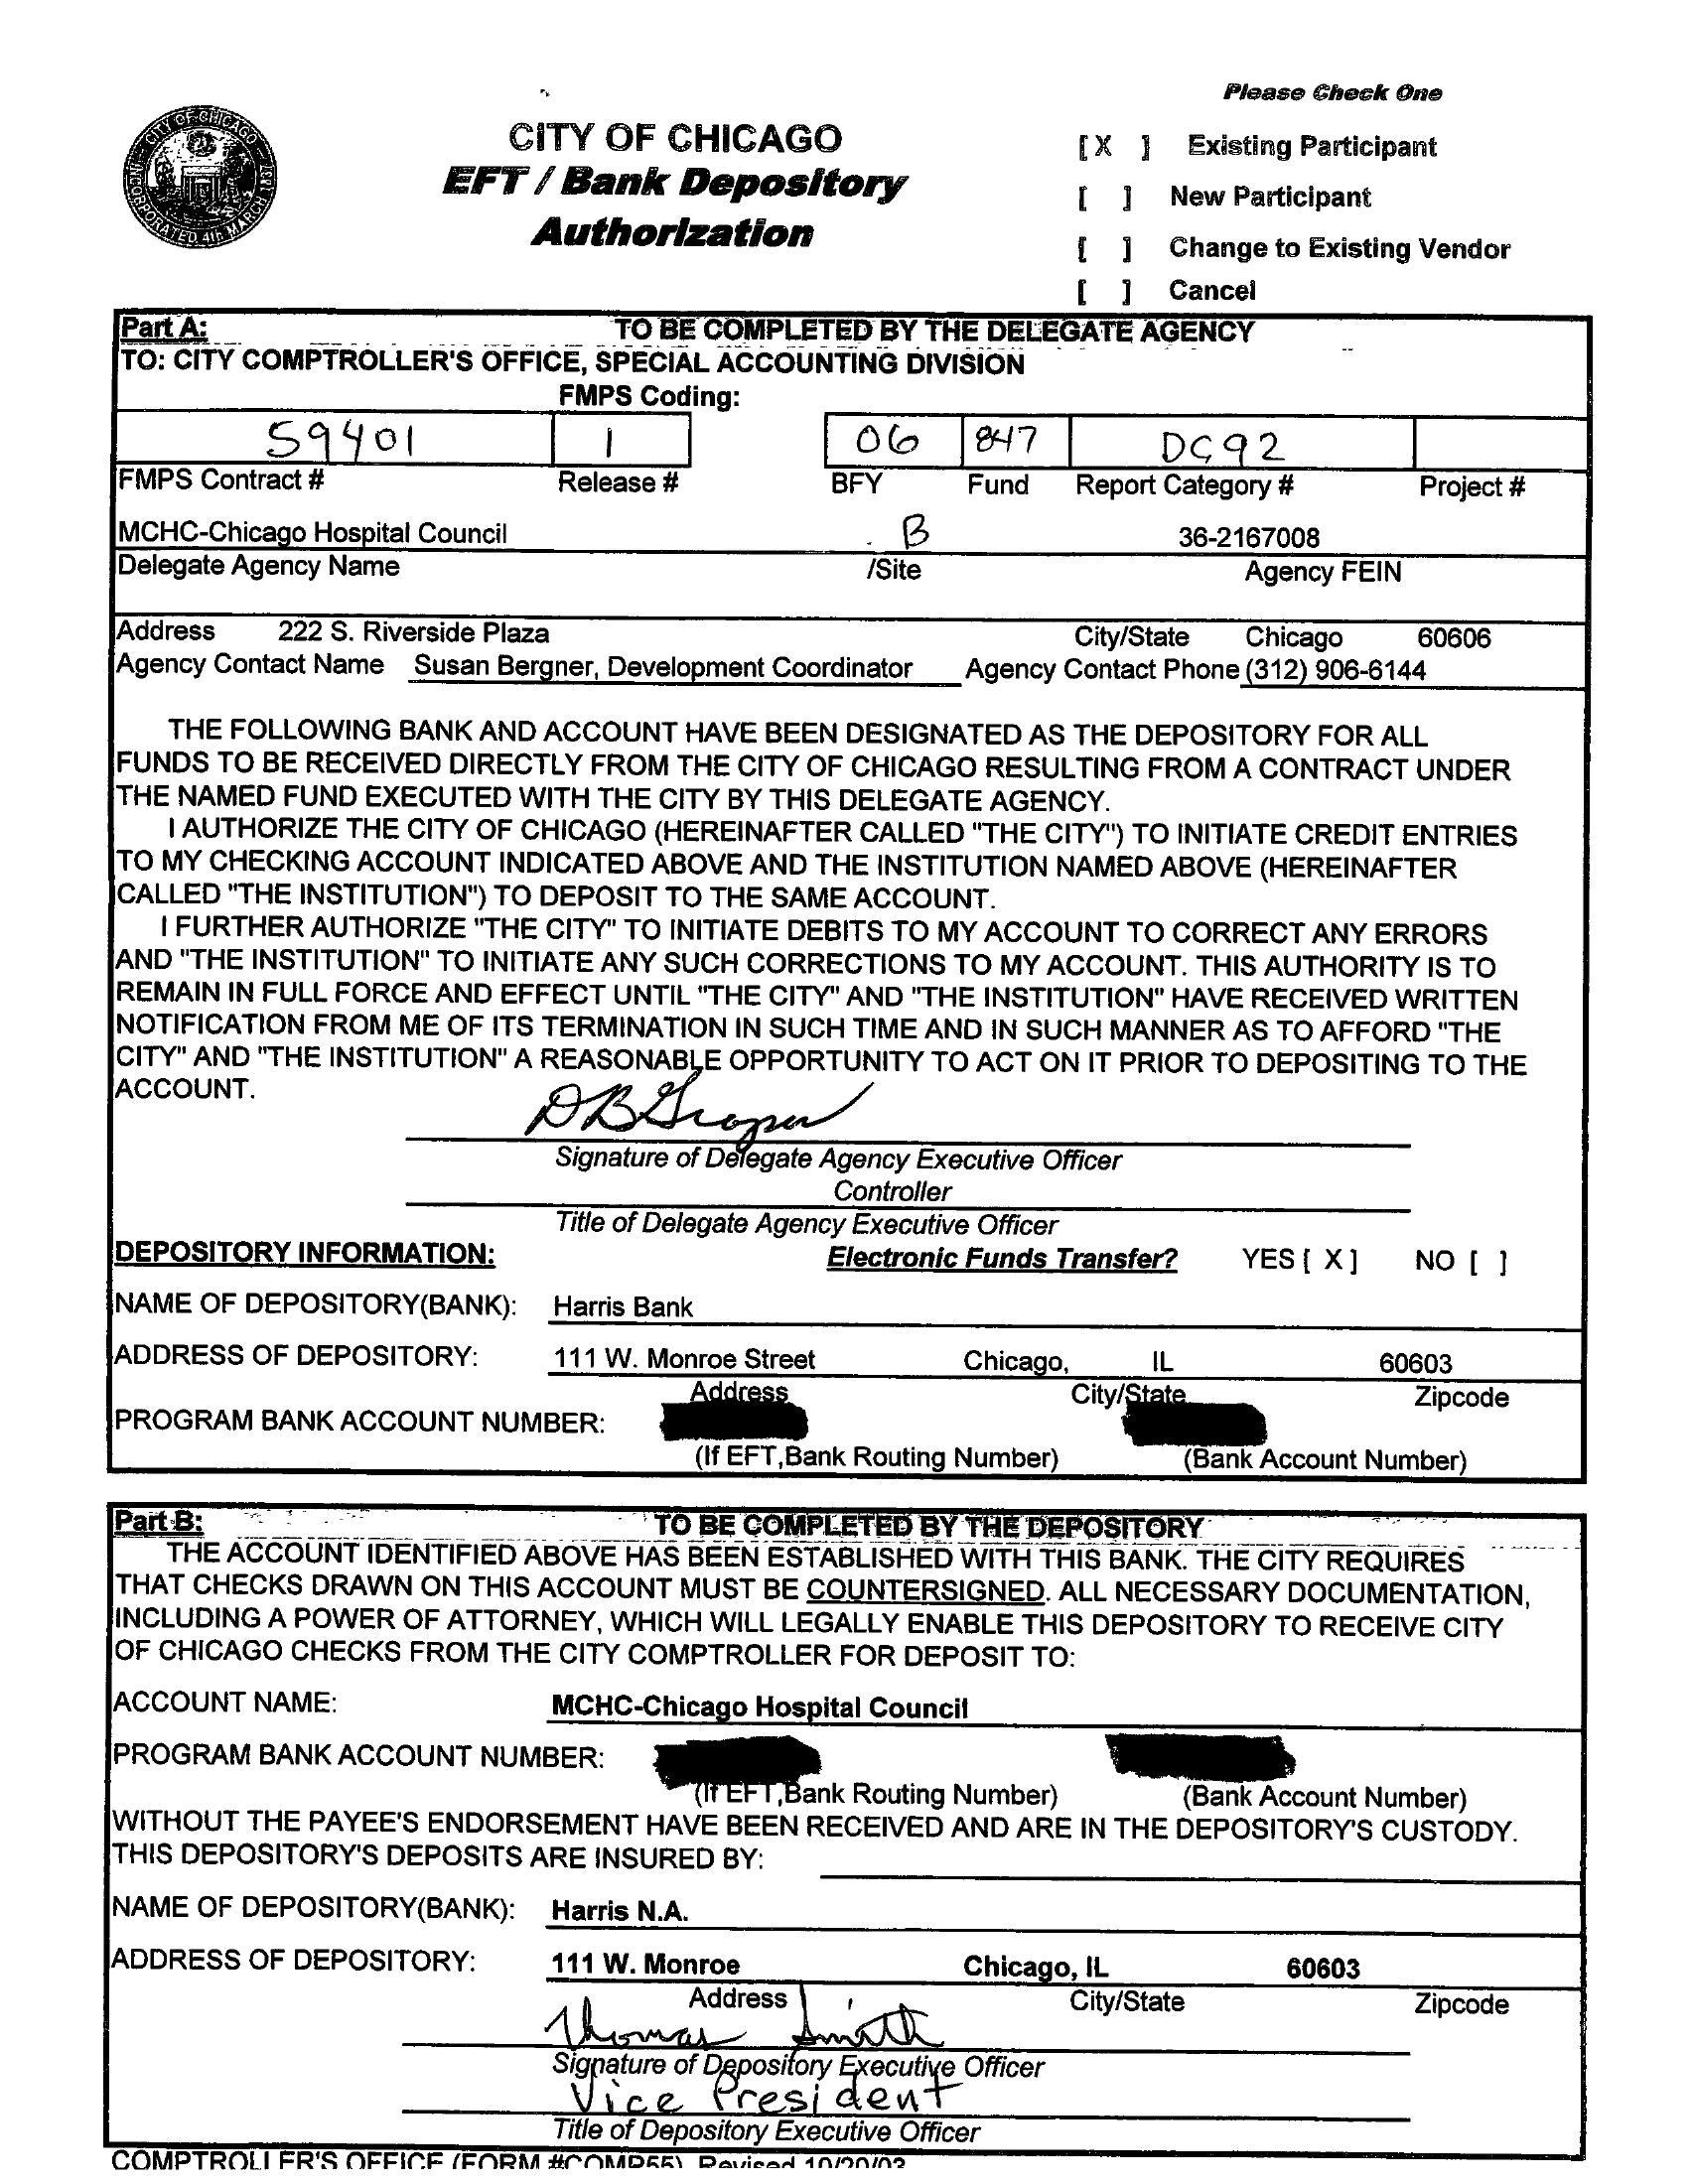 Please Check One
CITY OF CHICAGO
EFT / Bank Depository
Authorization
[X ] Existing Participant
[ ] New Participant
[ ] Change to Existing Vendor
[ ] Cancel
Part A: TO BE COMPLETED BY THE DELEGATE AGENCY
TO: CITY COMPTROLLER'S OFFICE, SPECIAL ACCOUNTING DIVISION
FMPS Coding:
59401 1 06 847 DC92
FMPS Contract # Release # BFY Fund Report Category # Project #
MCHC-Chicago Hospital Council B 36-2167008
Delegate Agency Name /Site Agency FEIN
Address 222 S. Riverside Plaza City/State Chicago 60606
Agency Contact Name Susan Bergner, Development Coordinator Agency Contact Phone (312) 906-6144
THE FOLLOWING BANK AND ACCOUNT HAVE BEEN DESIGNATED AS THE DEPOSITORY FOR ALL
FUNDS TO BE RECEIVED DIRECTLY FROM THE CITY OF CHICAGO RESULTING FROM A CONTRACT UNDER
THE NAMED FUND EXECUTED WITH THE CITY BY THIS DELEGATE AGENCY.
I AUTHORIZE THE CITY OF CHICAGO (HEREINAFTER CALLED "THE CITY") TO INITIATE CREDIT ENTRIES
TO MY CHECKING ACCOUNT INDICATED ABOVE AND THE INSTITUTION NAMED ABOVE (HEREINAFTER
CALLED "THE INSTITUTION") TO DEPOSIT TO THE SAME ACCOUNT.
I FURTHER AUTHORIZE "THE CITY" TO INITIATE DEBITS TO MY ACCOUNT TO CORRECT ANY ERRORS
AND "THE INSTITUTION" TO INITIATE ANY SUCH CORRECTIONS TO MY ACCOUNT. THIS AUTHORITY IS TO
REMAIN IN FULL FORCE AND EFFECT UNTIL "THE CITY" AND "THE INSTITUTION" HAVE RECEIVED WRITTEN
NOTIFICATION FROM ME OF ITS TERMINATION IN SUCH TIME AND IN SUCH MANNER AS TO AFFORD "THE
CITY" AND "THE INSTITUTION" A REASONABLE OPPORTUNITY TO ACT ON IT PRIOR TO DEPOSITING TO THE
ACCOUNT.
Signature of Delegate Agency Executive Officer
Controller
Title of Delegate Agency Executive Officer
DEPOSITORY INFORMATION: Electronic Funds Transfer? YES [ X ] NO [ ]
NAME OF DEPOSITORY(BANK): Harris Bank
ADDRESS OF DEPOSITORY: 111 W. Monroe Street Chicago, IL 60603
Address City/State Zipcode
PROGRAM BANK ACCOUNT NUMBER:
(If EFT,Bank Routing Number) (Bank Account Number)
Part B: TO BE COMPLETED BY THE DEPOSITORY
THE ACCOUNT IDENTIFIED ABOVE HAS BEEN ESTABLISHED WITH THIS BANK. THE CITY REQUIRES
THAT CHECKS DRAWN ON THIS ACCOUNT MUST BE COUNTERSIGNED. ALL NECESSARY DOCUMENTATION,
INCLUDING A POWER OF ATTORNEY, WHICH WILL LEGALLY ENABLE THIS DEPOSITORY TO RECEIVE CITY
OF CHICAGO CHECKS FROM THE CITY COMPTROLLER FOR DEPOSIT TO:
ACCOUNT NAME: MCHC-Chicago Hospital Council
PROGRAM BANK ACCOUNT NUMBER:
(If EFT,Bank Routing Number) (Bank Account Number)
WITHOUT THE PAYEE'S ENDORSEMENT HAVE BEEN RECEIVED AND ARE IN THE DEPOSITORY'S CUSTODY.
THIS DEPOSITORY'S DEPOSITS ARE INSURED BY:
NAME OF DEPOSITORY(BANK): Harris N.A.
ADDRESS OF DEPOSITORY: 111 W. Monroe Chicago, IL 60603
Address City/State Zipcode
Thomas Smith
Signature of Depository Executive Officer
Vice President
Title of Depository Executive Officer
COMPTROLLER'S OFFICE (FORM #COMP55) Revised 10/20/03